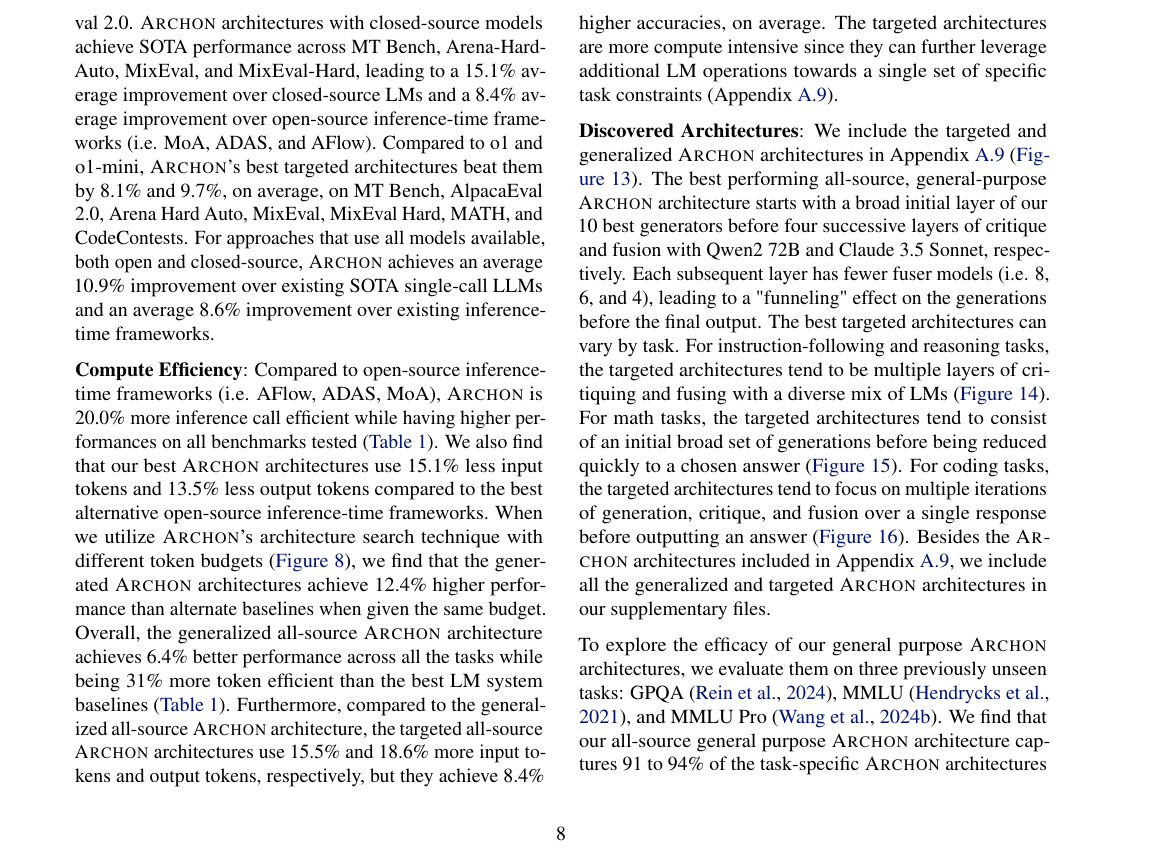 val 2.0. ARCHON architectures with closed-source models
achieve SOTA performance across MT Bench, Arena-Hard-
Auto, MixEval, and MixEval-Hard, leading to a 15.1% av-
erage improvement over closed-source LMs and a 8.4% av-
erage improvement over open-source inference-time frame-
works (i.e. MoA, ADAS, and AFlow). Compared to o1 and
o1-mini, ARCHON's best targeted architectures beat them
by 8.1% and 9.7%, on average, on MT Bench, AlpacaEval
2.0, Arena Hard Auto, MixEval, MixEval Hard, MATH, and
CodeContests. For approaches that use all models available,
both open and closed-source, ARCHON achieves an average
10.9% improvement over existing SOTA single-call LLMs
and an average 8.6% improvement over existing inference-
time frameworks.
Compute Efficiency: Compared to open-source inference-
time frameworks (i.e. AFlow, ADAS, MoA), ARCHON is
20.0% more inference call efficient while having higher per-
formances on all benchmarks tested (Table 1). We also find
that our best ARCHON architectures use 15.1% less input
tokens and 13.5% less output tokens compared to the best
alternative open-source inference-time frameworks. When
we utilize ARCHON's architecture search technique with
different token budgets (Figure 8), we find that the gener-
ated ARCHON architectures achieve 12.4% higher perfor-
mance than alternate baselines when given the same budget.
Overall, the generalized all-source ARCHON architecture
achieves 6.4% better performance across all the tasks while
being 31% more token efficient than the best LM system
baselines (Table 1). Furthermore, compared to the general-
ized all-source ARCHON architecture, the targeted all-source
ARCHON architectures use 15.5% and 18.6% more input to-
kens and output tokens, respectively, but they achieve 8.4%
higher accuracies, on average. The targeted architectures
are more compute intensive since they can further leverage
additional LM operations towards a single set of specific
task constraints (Appendix A.9).
Discovered Architectures: We include the targeted and
generalized ARCHON architectures in Appendix A.9 (Fig-
ure 13). The best performing all-source, general-purpose
ARCHON architecture starts with a broad initial layer of our
10 best generators before four successive layers of critique
and fusion with Qwen2 72B and Claude 3.5 Sonnet, respec-
tively. Each subsequent layer has fewer fuser models (i.e. 8,
6, and 4), leading to a "funneling" effect on the generations
before the final output. The best targeted architectures can
vary by task. For instruction-following and reasoning tasks,
the targeted architectures tend to be multiple layers of cri-
tiquing and fusing with a diverse mix of LMs (Figure 14).
For math tasks, the targeted architectures tend to consist
of an initial broad set of generations before being reduced
quickly to a chosen answer (Figure 15). For coding tasks,
the targeted architectures tend to focus on multiple iterations
of generation, critique, and fusion over a single response
before outputting an answer (Figure 16). Besides the AR-
CHON architectures included in Appendix A.9, we include
all the generalized and targeted ARCHON architectures in
our supplementary files.
To explore the efficacy of our general purpose ARCHON
architectures, we evaluate them on three previously unseen
tasks: GPQA (Rein et al., 2024), MMLU (Hendrycks et al.,
2021), and MMLU Pro (Wang et al., 2024b). We find that
our all-source general purpose ARCHON architecture cap-
tures 91 to 94% of the task-specific ARCHON architectures
8